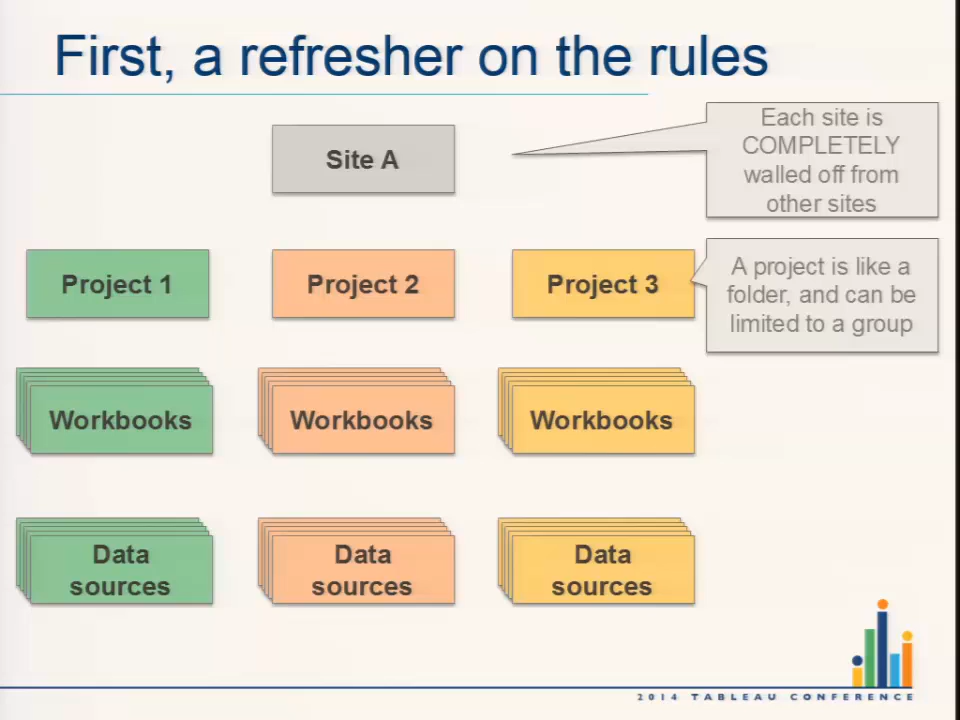 First, a refresher on the rules
Site A
Each site is
COMPLETELY
walled off from
other sites
Project 1
Project 2
Project 3
A project is like a
folder, and can be
limited to a group
Workbooks
Workbooks
Workbooks
Data
sources
Data
sources
Data
sources
2014 TABLEAU CONFERENCE